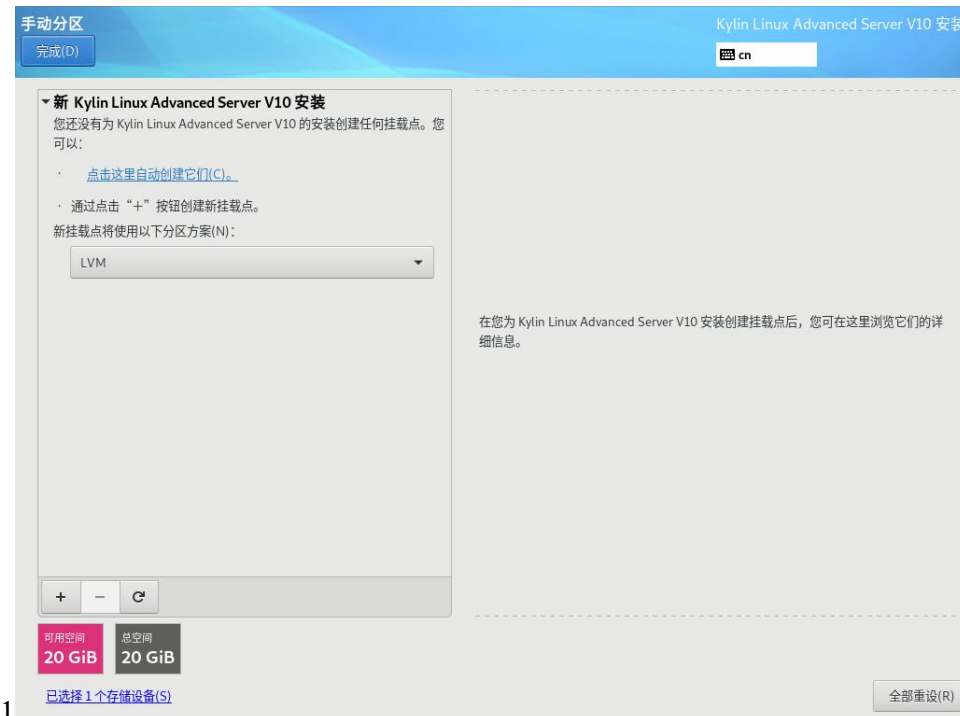 手动分区
Kylin Linux Advanced Server V10 安装
完成(D)
cn
新 Kylin Linux Advanced Server V10 安装
您还没有为 Kylin Linux Advanced Server V10 的安装创建任何挂载点。您
可以：
· 点击这里自动创建它们(C)。
· 通过点击“+”按钮创建新挂载点。
新挂载点将使用以下分区方案(N)：
LVM
在您为 Kylin Linux Advanced Server V10 安装创建挂载点后，您可在这里浏览它们的详
细信息。
+ − 
可用空间
20 GiB
总空间
20 GiB
已选择 1 个存储设备(S)
全部重设(R)
1